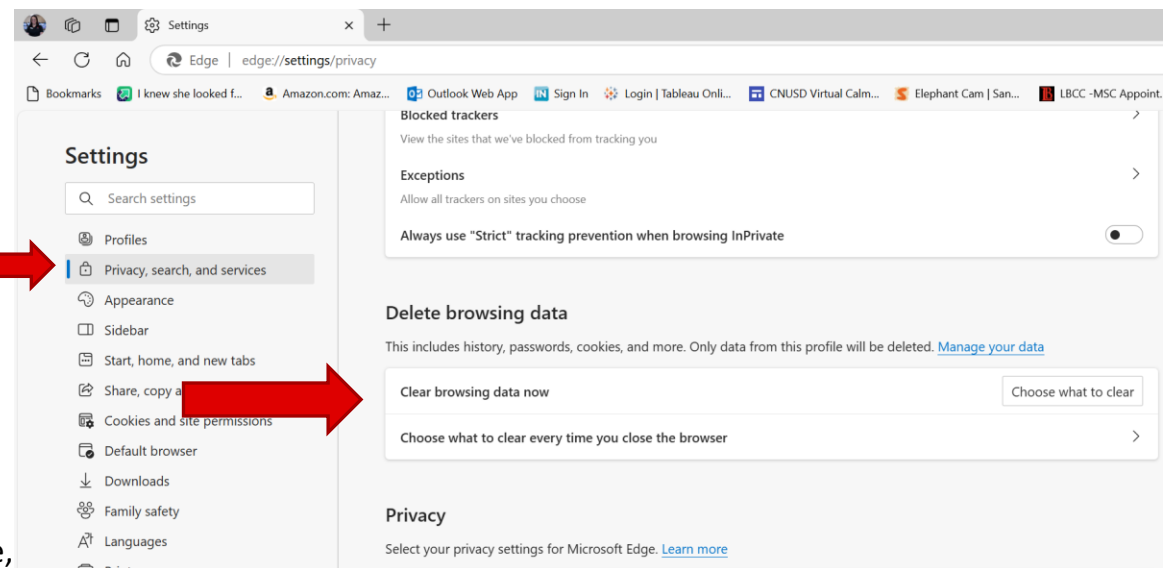 Settings
Edge | edge://settings/privacy
Bookmarks I knew she looked f... Amazon.com: Amaz... Outlook Web App IN Sign In Login | Tableau Onli... CNUSD Virtual Calm... Elephant Cam | San... LBCC -MSC Appoint.
Settings
Search settings
Profiles
Privacy, search, and services
Appearance
Sidebar
Start, home, and new tabs
Share, copy a
Cookies and site permissions
Default browser
Downloads
Family safety
Languages
Blocked trackers
View the sites that we've blocked from tracking you
Exceptions
Allow all trackers on sites you choose
Always use "Strict" tracking prevention when browsing InPrivate
Delete browsing data
This includes history, passwords, cookies, and more. Only data from this profile will be deleted. Manage your data
Clear browsing data now
Choose what to clear
Choose what to clear every time you close the browser
Privacy
Select your privacy settings for Microsoft Edge. Learn more